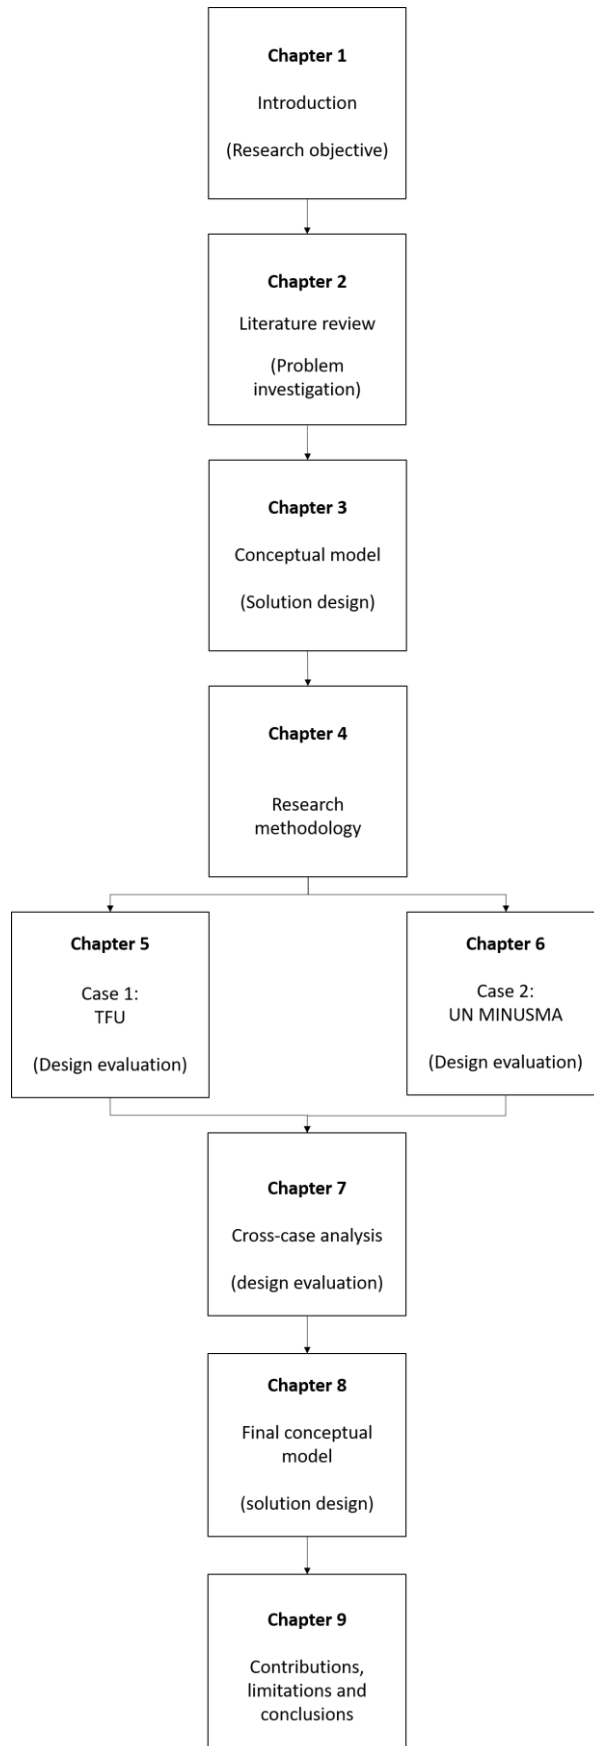 Chapter 1
Introduction
(Research objective)
Chapter 2
Literature review
(Problem
investigation)
Chapter 3
Conceptual model
(Solution design)
Chapter 4
Research
methodology
Chapter 5
Case 1:
TFU
(Design evaluation)
Chapter 6
Case 2:
UN MINUSMA
(Design evaluation)
Chapter 7
Cross-case analysis
(design evaluation)
Chapter 8
Final conceptual
model
(solution design)
Chapter 9
Contributions,
limitations and
conclusions